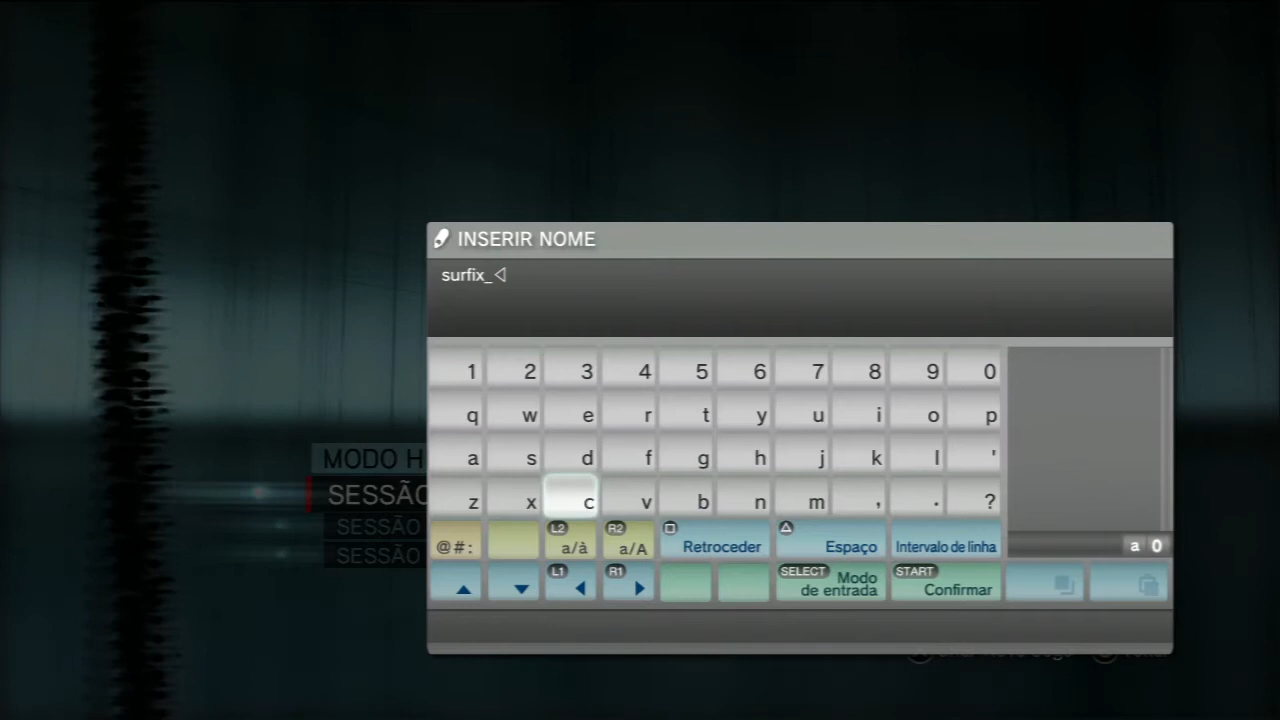 INSERIR NOME
surfix_
1 2 3 4 5 6 7 8 9 0
q w e r t y u i o p
a s d f g h j k l '
z x c v b n m , . ?
@#: L2 a/à R2 a/A Retroceder Espaço Intervalo de linha
L1 R1 SELECT Modo de entrada START Confirmar
a 0
MODO H
SESSÃO
SESSÃO
SESSÃO